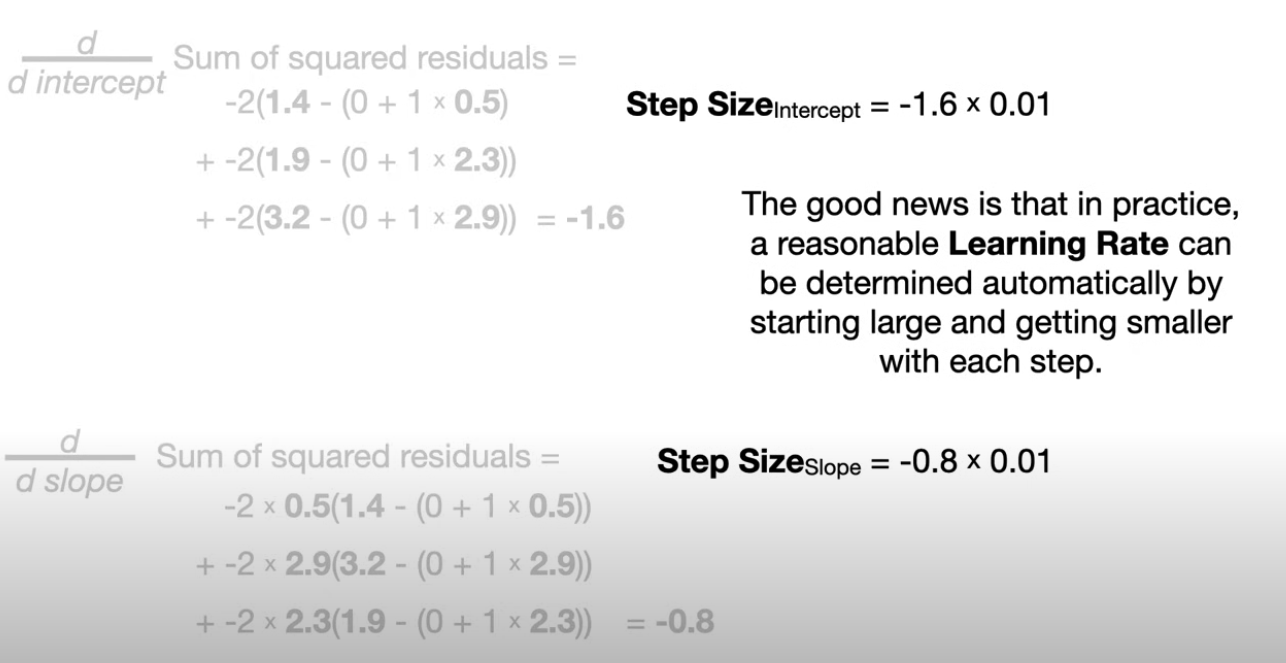 d
d intercept
Sum of squared residuals =
-2(1.4 - (0 + 1 × 0.5)
+ -2(1.9 - (0 + 1 × 2.3))
+ -2(3.2 - (0 + 1 × 2.9)) = -1.6
Step SizeIntercept = -1.6 × 0.01
The good news is that in practice,
a reasonable Learning Rate can
be determined automatically by
starting large and getting smaller
with each step.
d
d slope
Sum of squared residuals =
-2 × 0.5(1.4 - (0 + 1 × 0.5))
+ -2 × 2.9(3.2 - (0 + 1 × 2.9))
+ -2 × 2.3(1.9 - (0 + 1 × 2.3)) = -0.8
Step SizeSlope = -0.8 × 0.01